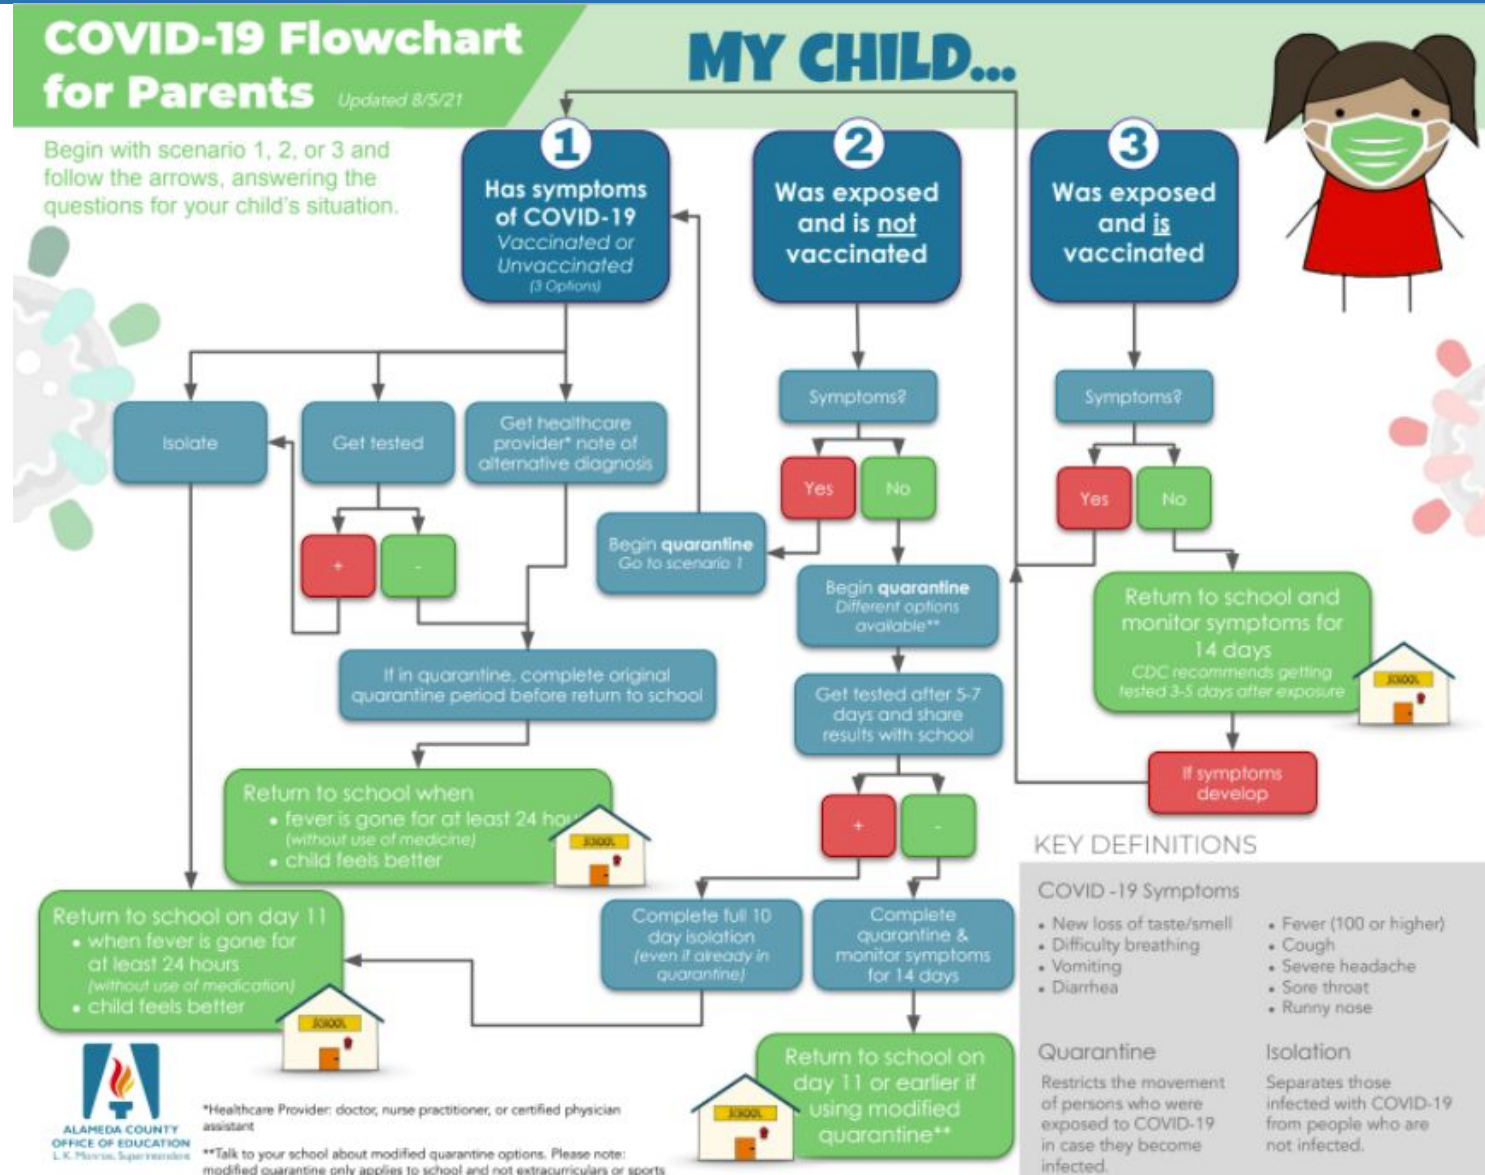 COVID-19 Flowchart
for Parents Updated 8/5/21
MY CHILD...
Begin with scenario 1, 2, or 3 and
follow the arrows, answering the
questions for your child's situation.
1
Has symptoms
of COVID-19
Vaccinated or
Unvaccinated
(3 Options)
2
Was exposed
and is not
vaccinated
3
Was exposed
and is
vaccinated
Isolate
Get tested
Get healthcare
provider* note of
alternative diagnosis
+
-
If in quarantine, complete original
quarantine period before return to school
Return to school when
• fever is gone for at least 24
(without use of medicine)
• child feels better
SCHOOL
Return to school on day 11
• when fever is gone for
at least 24 hours
(without use of medication)
• child feels better
SCHOOL
Symptoms?
Yes
No
Begin quarantine
Go to scenario 1
Begin quarantine
Different options
available**
Get tested after 5-7
days and share
results with school
+
-
Complete full 10
day isolation
(even if already in
quarantine)
Complete
quarantine &
monitor symptoms
for 14 days
Return to school on
day 11 or earlier if
using modified
quarantine**
SCHOOL
Symptoms?
Yes
No
Return to school and
monitor symptoms for
14 days
CDC recommends getting
tested 3-5 days after exposure
SCHOOL
If symptoms
develop
KEY DEFINITIONS
COVID -19 Symptoms
• New loss of taste/smell
• Difficulty breathing
• Vomiting
• Diarrhea
• Fever (100 or higher)
• Cough
• Severe headache
• Sore throat
• Runny nose
Quarantine
Restricts the movement
of persons who were
exposed to COVID-19
in case they become
infected.
Isolation
Separates those
infected with COVID-19
from people who are
not infected.
ALAMEDA COUNTY
OFFICE OF EDUCATION
L.K. Monroe, Superintendent
*Healthcare Provider: doctor, nurse practitioner, or certified physician
assistant
**Talk to your school about modified quarantine options. Please note:
modified quarantine only applies to school and not extracurriculars or sports